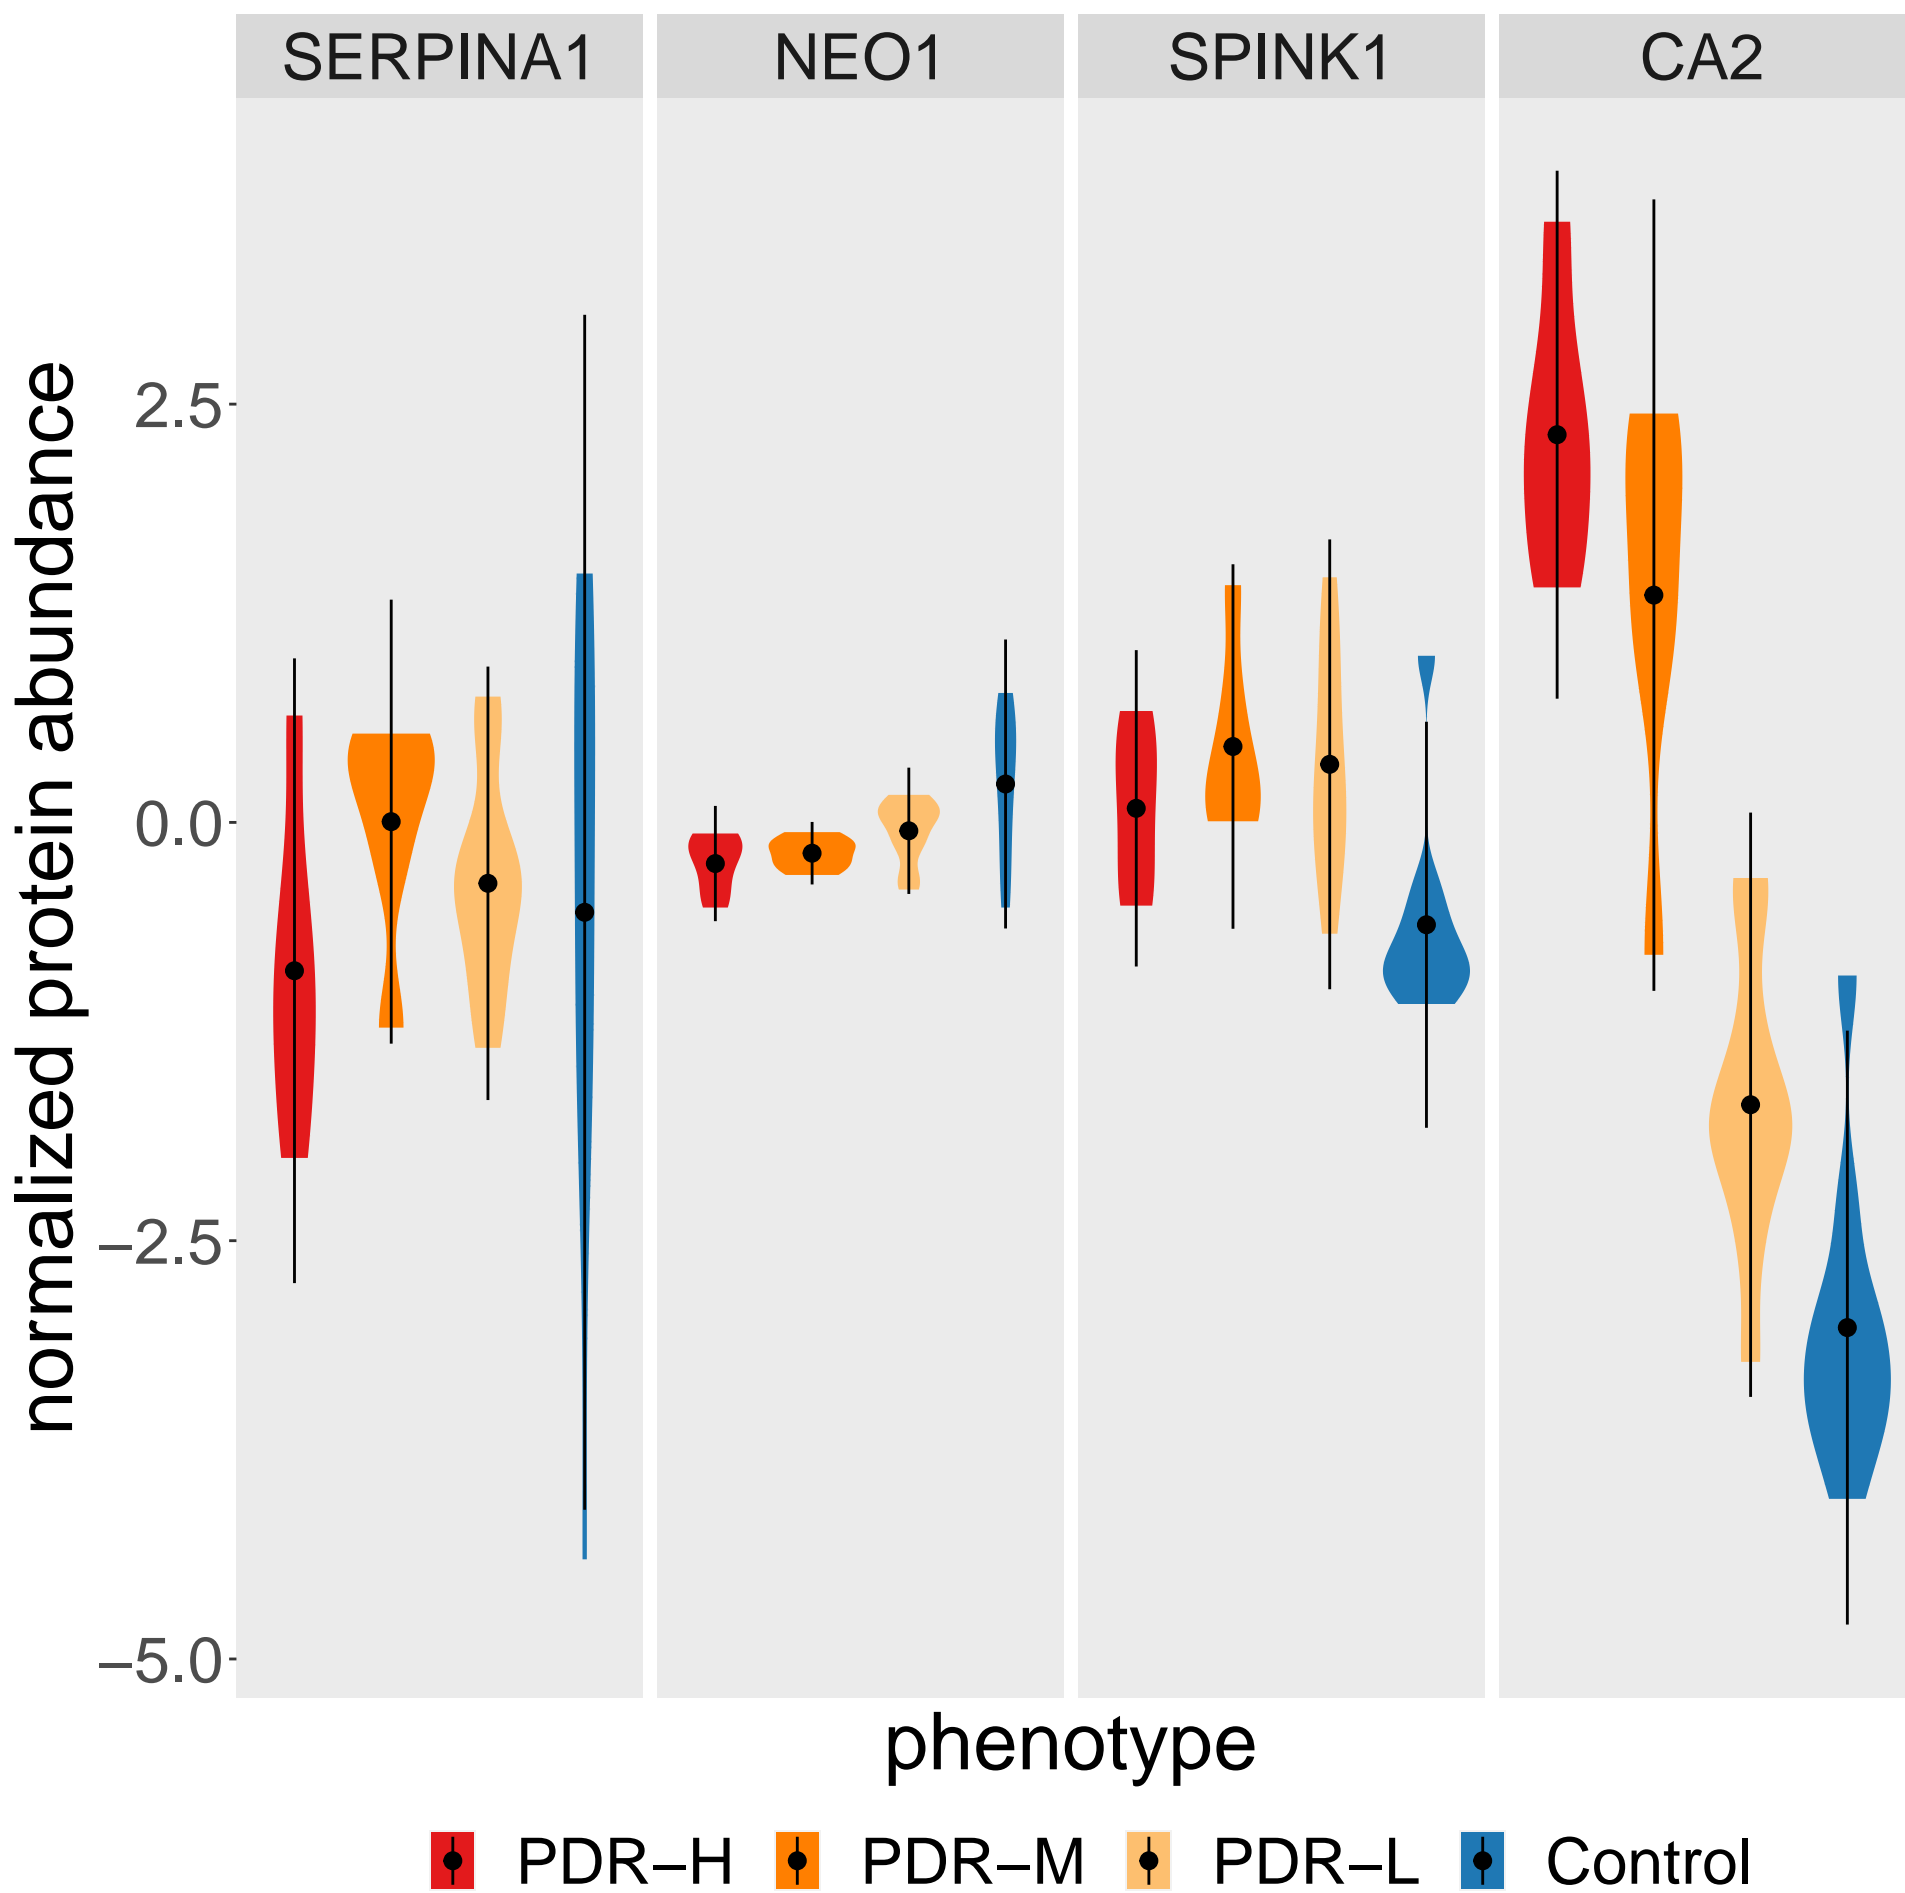 SERPINA1 NEO1 SPINK1 CA2
normalized protein abundance
2.5
0.0
−2.5
−5.0
phenotype
PDR−H PDR−M PDR−L Control